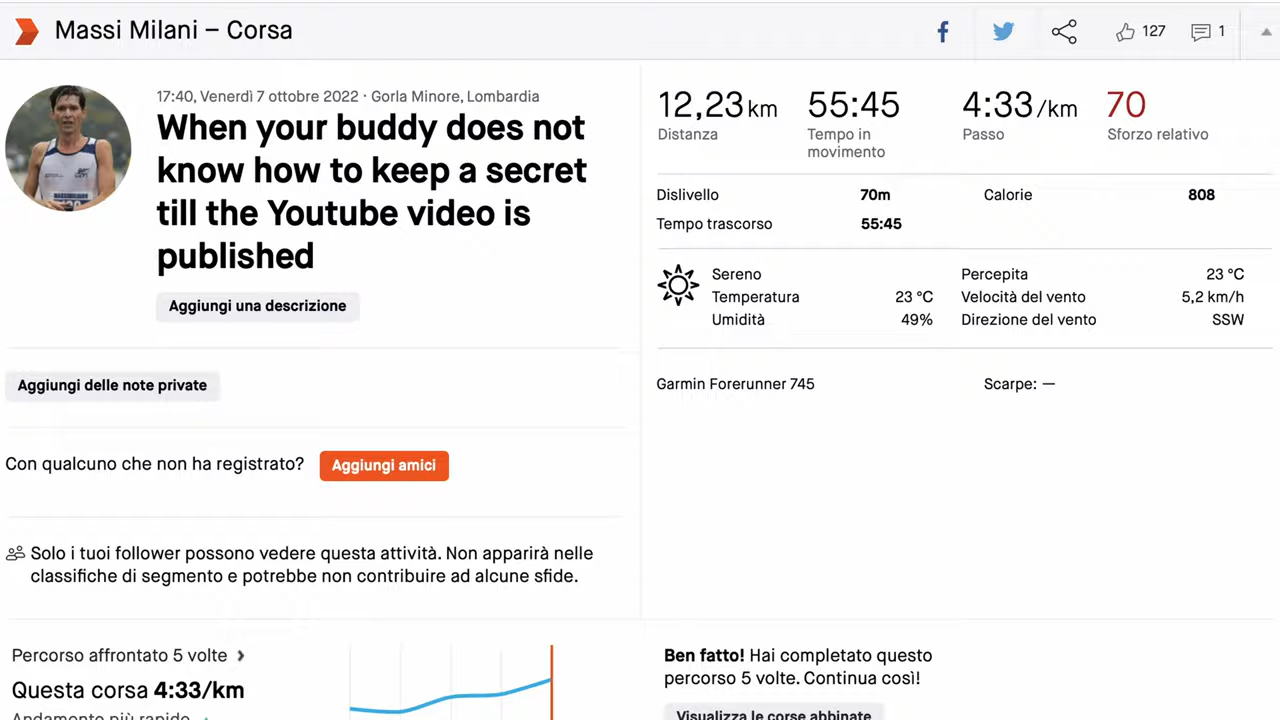 Massi Milani – Corsa
127
1
17:40, Venerdì 7 ottobre 2022 · Gorla Minore, Lombardia
When your buddy does not
know how to keep a secret
till the Youtube video is
published
Aggiungi una descrizione
Aggiungi delle note private
Con qualcuno che non ha registrato?
Aggiungi amici
Solo i tuoi follower possono vedere questa attività. Non apparirà nelle
classifiche di segmento e potrebbe non contribuire ad alcune sfide.
12,23 km 55:45 4:33/km 70
Distanza Tempo in Passo Sforzo relativo
movimento
Dislivello 70m Calorie 808
Tempo trascorso 55:45
Sereno Percepita 23 °C
Temperatura 23 °C Velocità del vento 5,2 km/h
Umidità 49% Direzione del vento SSW
Garmin Forerunner 745 Scarpe: —
Percorso affrontato 5 volte
Questa corsa 4:33/km
Andamento più rapido
Ben fatto! Hai completato questo
percorso 5 volte. Continua così!
Visualizza le corse abbinate